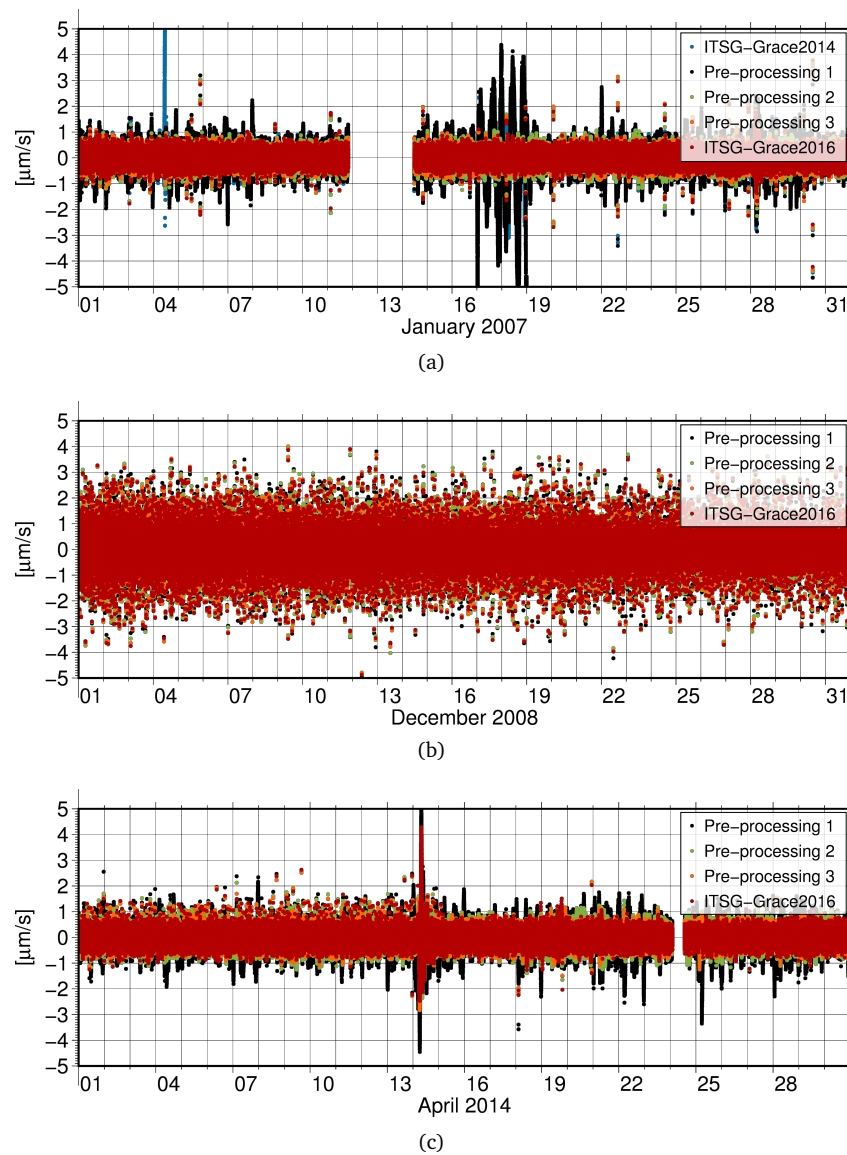 5
4
3
2
1
0
−1
−2
−3
−4
−5
[µm/s]
ITSG−Grace2014
Pre−processing 1
Pre−processing 2
Pre−processing 3
ITSG−Grace2016
01 04 07 10 13 16 19 22 25 28 31
January 2007
(a)
5
4
3
2
1
0
−1
−2
−3
−4
−5
[µm/s]
Pre−processing 1
Pre−processing 2
Pre−processing 3
ITSG−Grace2016
01 04 07 10 13 16 19 22 25 28 31
December 2008
(b)
5
4
3
2
1
0
−1
−2
−3
−4
−5
[µm/s]
Pre−processing 1
Pre−processing 2
Pre−processing 3
ITSG−Grace2016
01 04 07 10 13 16 19 22 25 28
April 2014
(c)